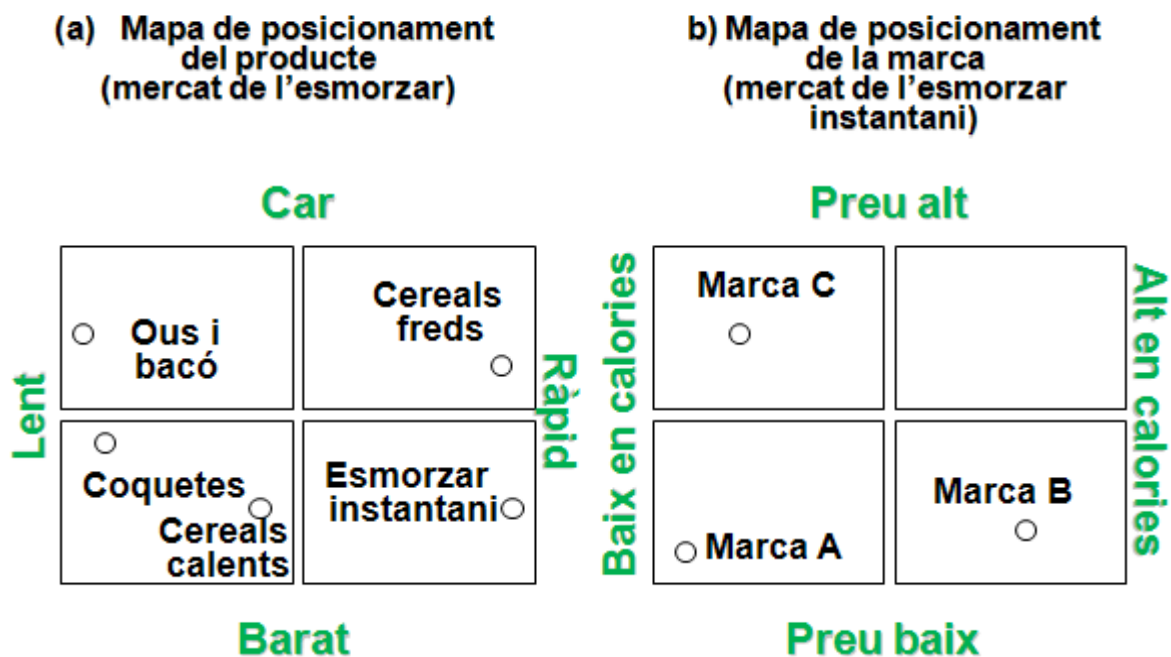 (a) Mapa de posicionament
del producte
(mercat de l’esmorzar)
Car
Lent
Ràpid
Ous i
bacó
Cereals
freds
Coquetes
Cereals
calents
Esmorzar
instantani
Barat
b) Mapa de posicionament
de la marca
(mercat de l’esmorzar
instantani)
Preu alt
Baix en calories
Alt en calories
Marca C
Marca A
Marca B
Preu baix